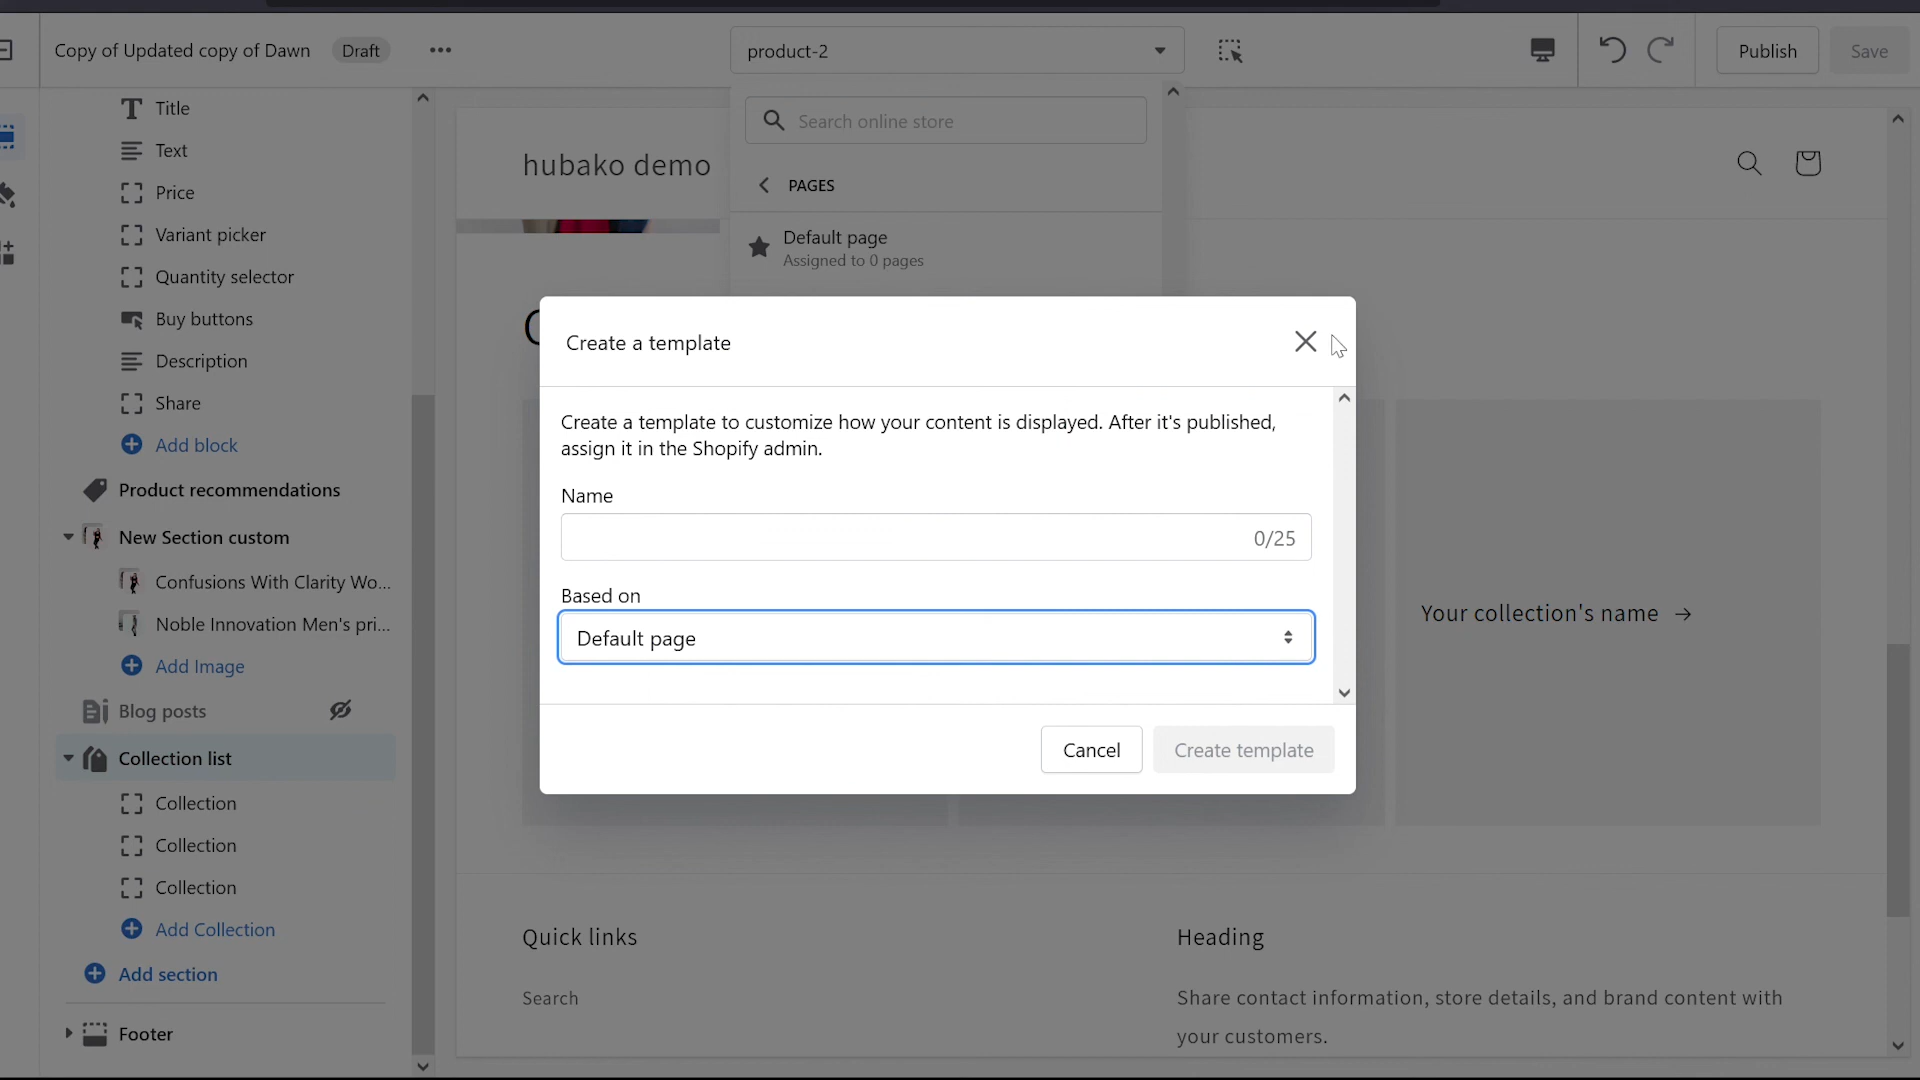 Copy of Updated copy of Dawn
Draft
product-2
Publish
Save
Title
Text
Price
Variant picker
Quantity selector
Buy buttons
Description
Share
Add block
Product recommendations
New Section custom
Confusions With Clarity Wo...
Noble Innovation Men's pri...
Add Image
Blog posts
Collection list
Collection
Collection
Collection
Add Collection
Add section
Footer
hubako demo
Search online store
PAGES
Default page
Assigned to 0 pages
Create a template
Create a template to customize how your content is displayed. After it's published,
assign it in the Shopify admin.
Name
0/25
Based on
Default page
Cancel
Create template
Your collection's name →
Quick links
Search
Heading
Share contact information, store details, and brand content with
your customers.